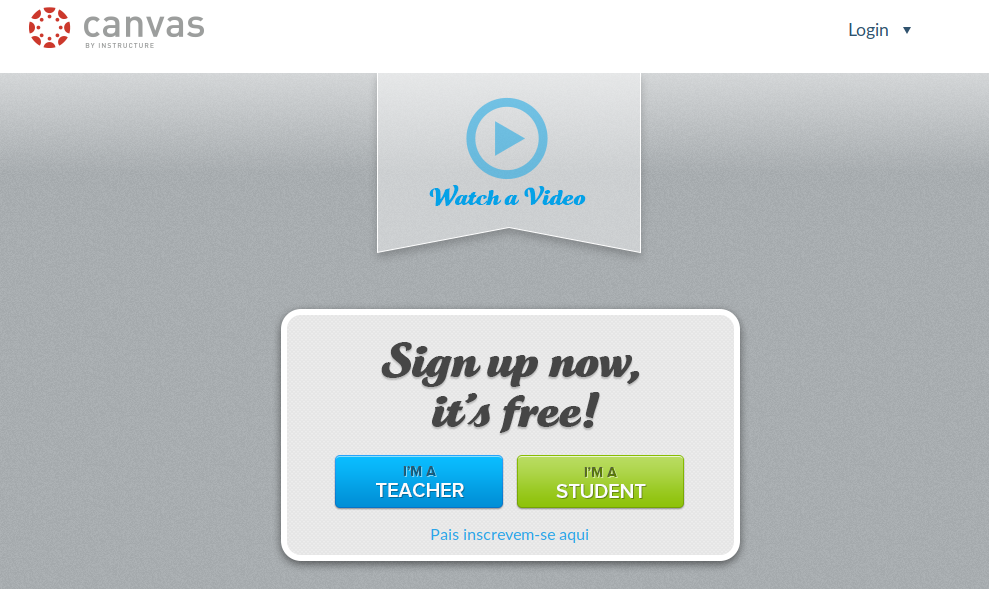 canvas
BY INSTRUCTURE
Login
Watch a Video
Sign up now,
it's free!
I'M A
TEACHER
I'M A
STUDENT
Pais inscrevem-se aqui